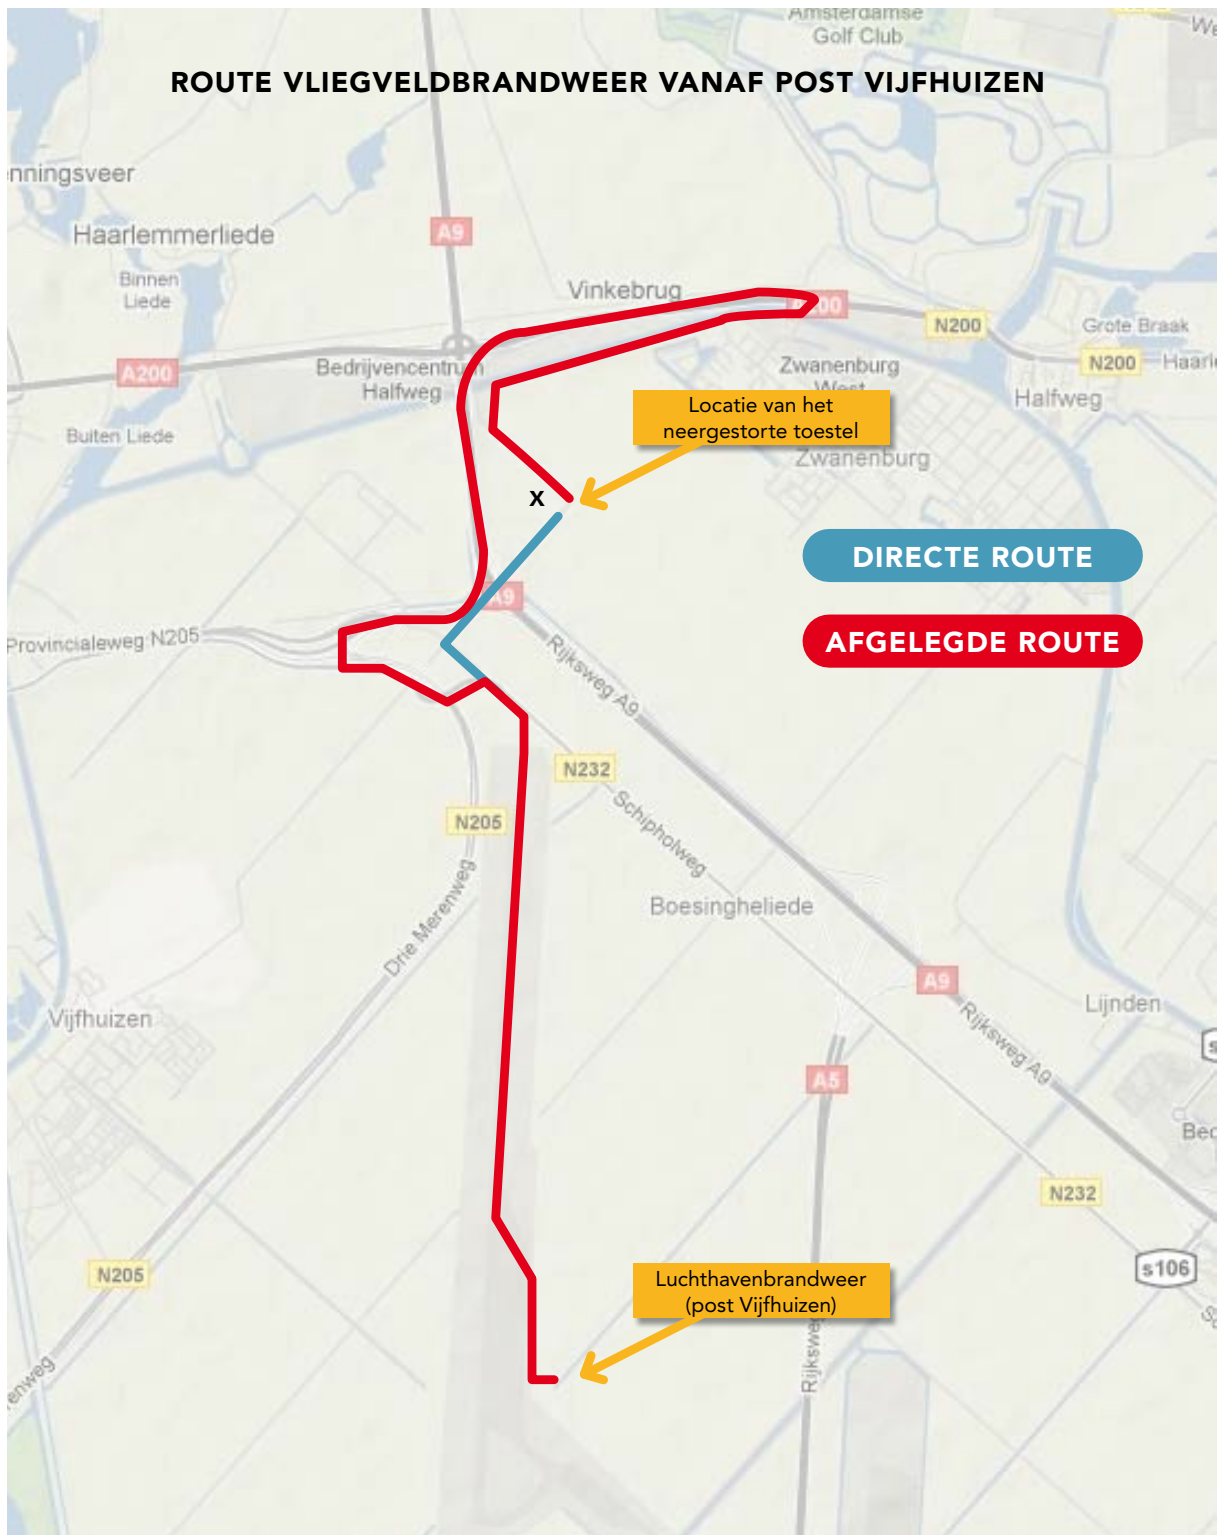 Amsterdamse
Golf Club
ROUTE VLIEGVELDBRANDWEER VANAF POST VIJFHUIZEN
nningsveer
Haarlemmerliede
A9
Binnen
Liede
Vinkebrug
N200
Grote Braak
A200
Bedrijvencentrum
Halfweg
Zwanenburg
West
N200
Halfweg
Locatie van het
neergestorte toestel
Buiten Liede
Zwanenburg
X
DIRECTE ROUTE
A9
Provincialeweg N205
AFGELEGDE ROUTE
Rijksweg A9
N232
N205
Schipholweg
Boesingheliede
Drie Merenweg
A9
Lijnden
Vijfhuizen
Rijksweg A9
A5
Bec
N232
N205
s106
Luchthavenbrandweer
(post Vijfhuizen)
Rijksweg
enweg